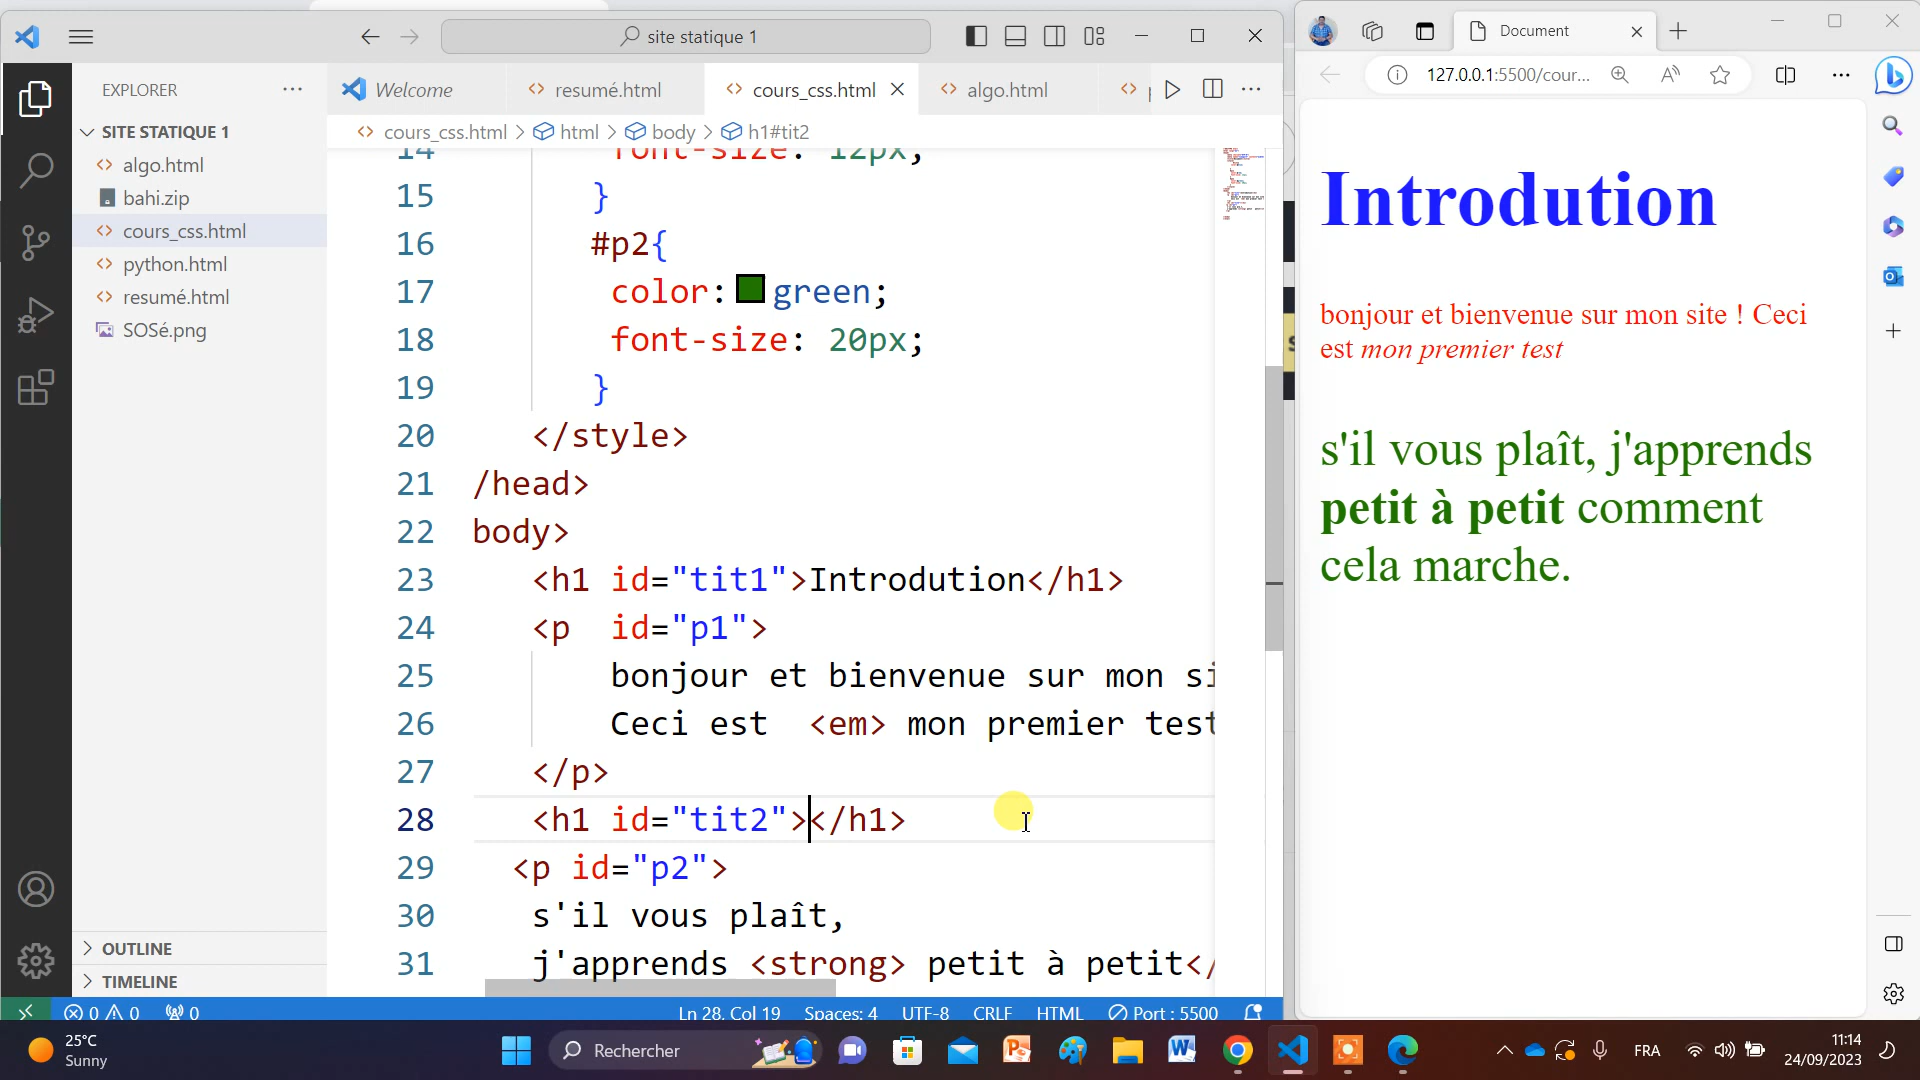 site statique 1
EXPLORER
SITE STATIQUE 1
algo.html
bahi.zip
cours_css.html
python.html
resumé.html
SOSé.png
OUTLINE
TIMELINE
Welcome
resumé.html
cours_css.html
algo.html
cours_css.html > html > body > h1#tit2
14 font-size: 12px;
15 }
16 #p2{
17 color: green;
18 font-size: 20px;
19 }
20 </style>
21 /head>
22 body>
23 <h1 id="tit1">Introdution</h1>
24 <p id="p1">
25 bonjour et bienvenue sur mon si
26 Ceci est <em> mon premier test
27 </p>
28 <h1 id="tit2"></h1>
29 <p id="p2">
30 s'il vous plaît,
31 j'apprends <strong> petit à petit</
0 0 0
Ln 28, Col 19 Spaces: 4 UTF-8 CRLF HTML Port : 5500
Document
127.0.0.1:5500/cour...
Introdution
bonjour et bienvenue sur mon site ! Ceci
est mon premier test
s'il vous plaît, j'apprends
petit à petit comment
cela marche.
25°C
Sunny
Rechercher
FRA
11:14
24/09/2023